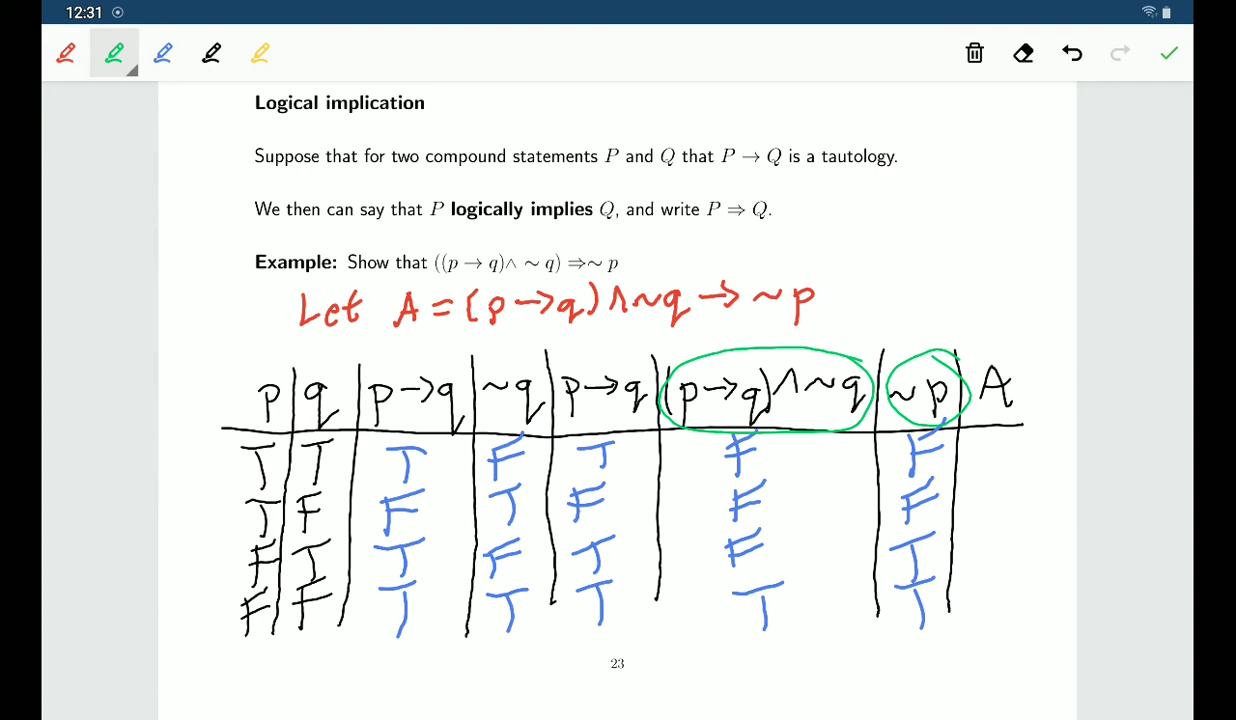 12:31
Logical implication
Suppose that for two compound statements P and Q that P → Q is a tautology.
We then can say that P logically implies Q, and write P ⇒ Q.
Example: Show that ((p → q)∧ ∼ q) ⇒∼ p
Let A = (p → q) ∧ ~q → ~p
p q p → q ~q p → q (p → q) ∧ ~q ~p A
T T T F T F F
T F F T F F F
F T T F T F T
F F T T T T T
23